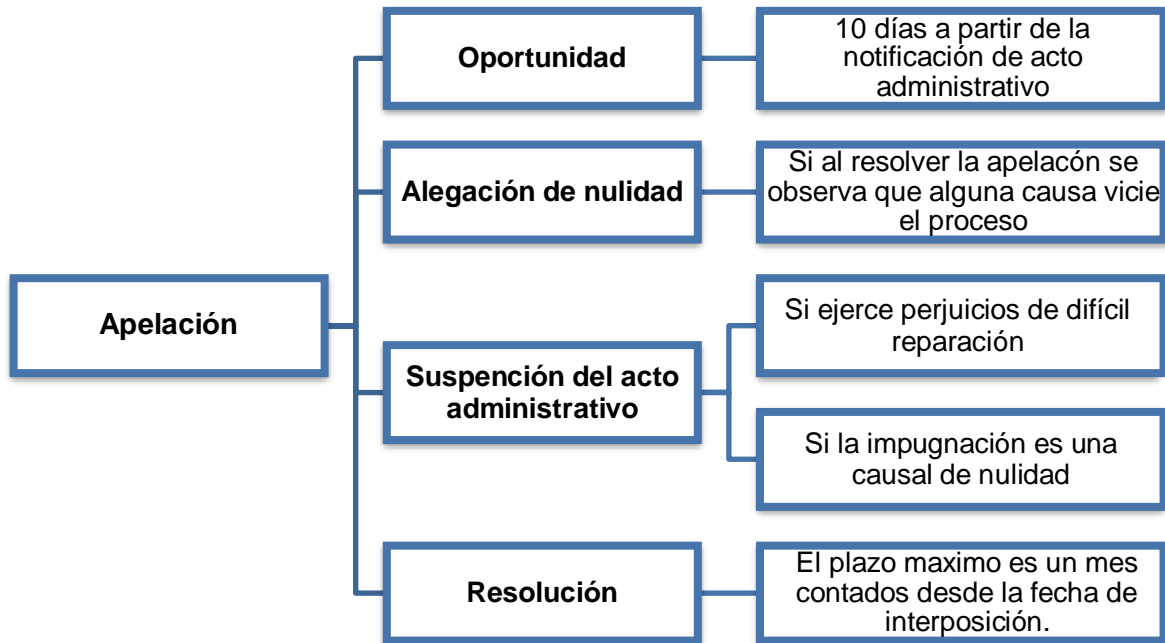 Apelación
Oportunidad
10 días a partir de la
notificación de acto
administrativo
Alegación de nulidad
Si al resolver la apelacón se
observa que alguna causa vicie
el proceso
Suspención del acto
administrativo
Si ejerce perjuicios de difícil
reparación
Si la impugnación es una
causal de nulidad
Resolución
El plazo maximo es un mes
contados desde la fecha de
interposición.